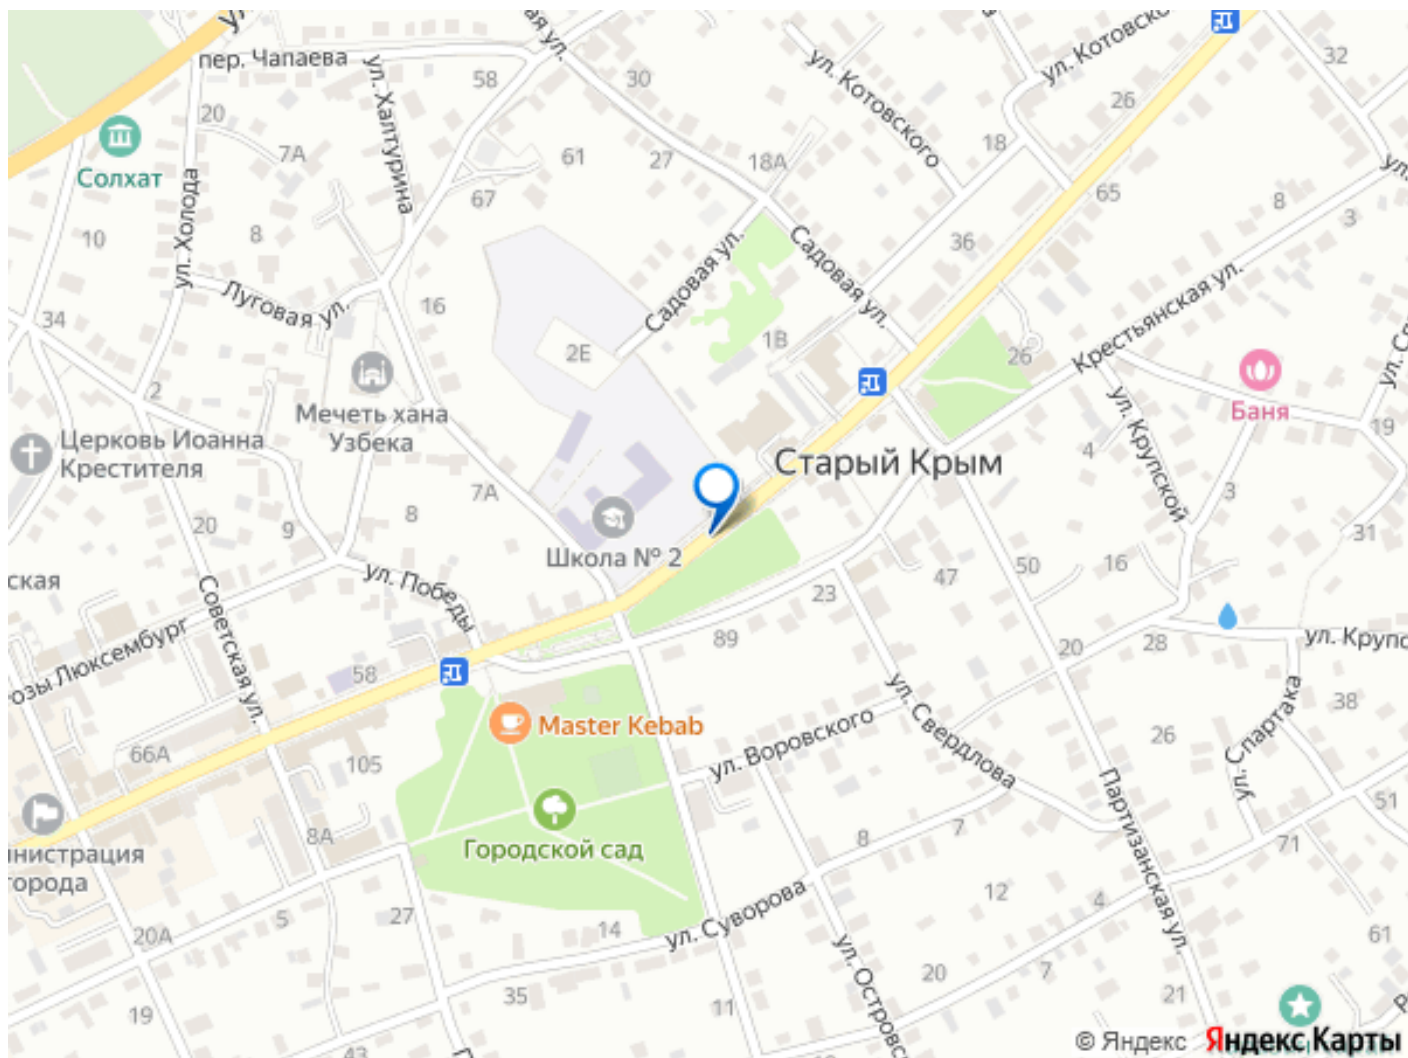 ул. Котовско
32
пер. Чапаева
58
30
ул. Котовского
26
20
ул. Халтурина
18
7А
61
27
18А
Солхат
ул. Холода
67
65
8
3
10
8
Садовая ул.
Садовая ул.
36
Луговая ул.
16
34
Крестьянская ул.
2Е
1В
26
2
Мечеть хана
Узбека
Баня
ул. Крупской
19
Церковь Иоанна
Крестителя
Старый Крым
4
7А
3
20
9
8
31
Школа № 2
ская
ул. Победы
50
16
47
23
Советская ул.
озы Люксембург
89
20
28
ул. Крупс
58
ул. Свердлова
ул. Спартака
38
Master Kebab
66А
105
ул. Воровского
26
Партизанская ул.
51
8А
8
7
71
министрация
города
Городской сад
12
4
5
27
20А
14
ул. Суворова
61
ул. Островс
20
7
35
11
21
19
43
© Яндекс Яндекс Карты